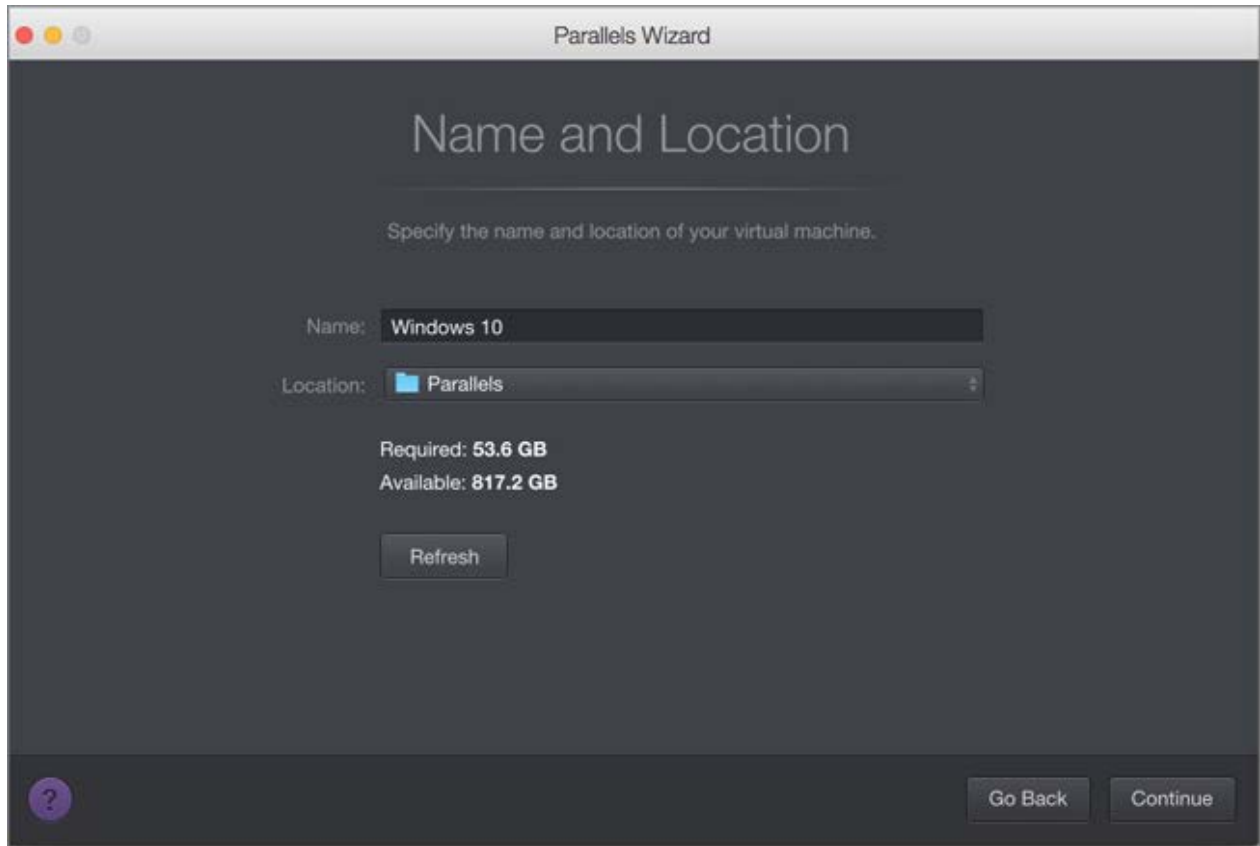 Parallels Wizard
Name and Location
Specify the name and location of your virtual machine.
Name: Windows 10
Location: Parallels
Required: 53.6 GB
Available: 817.2 GB
Refresh
? Go Back Continue